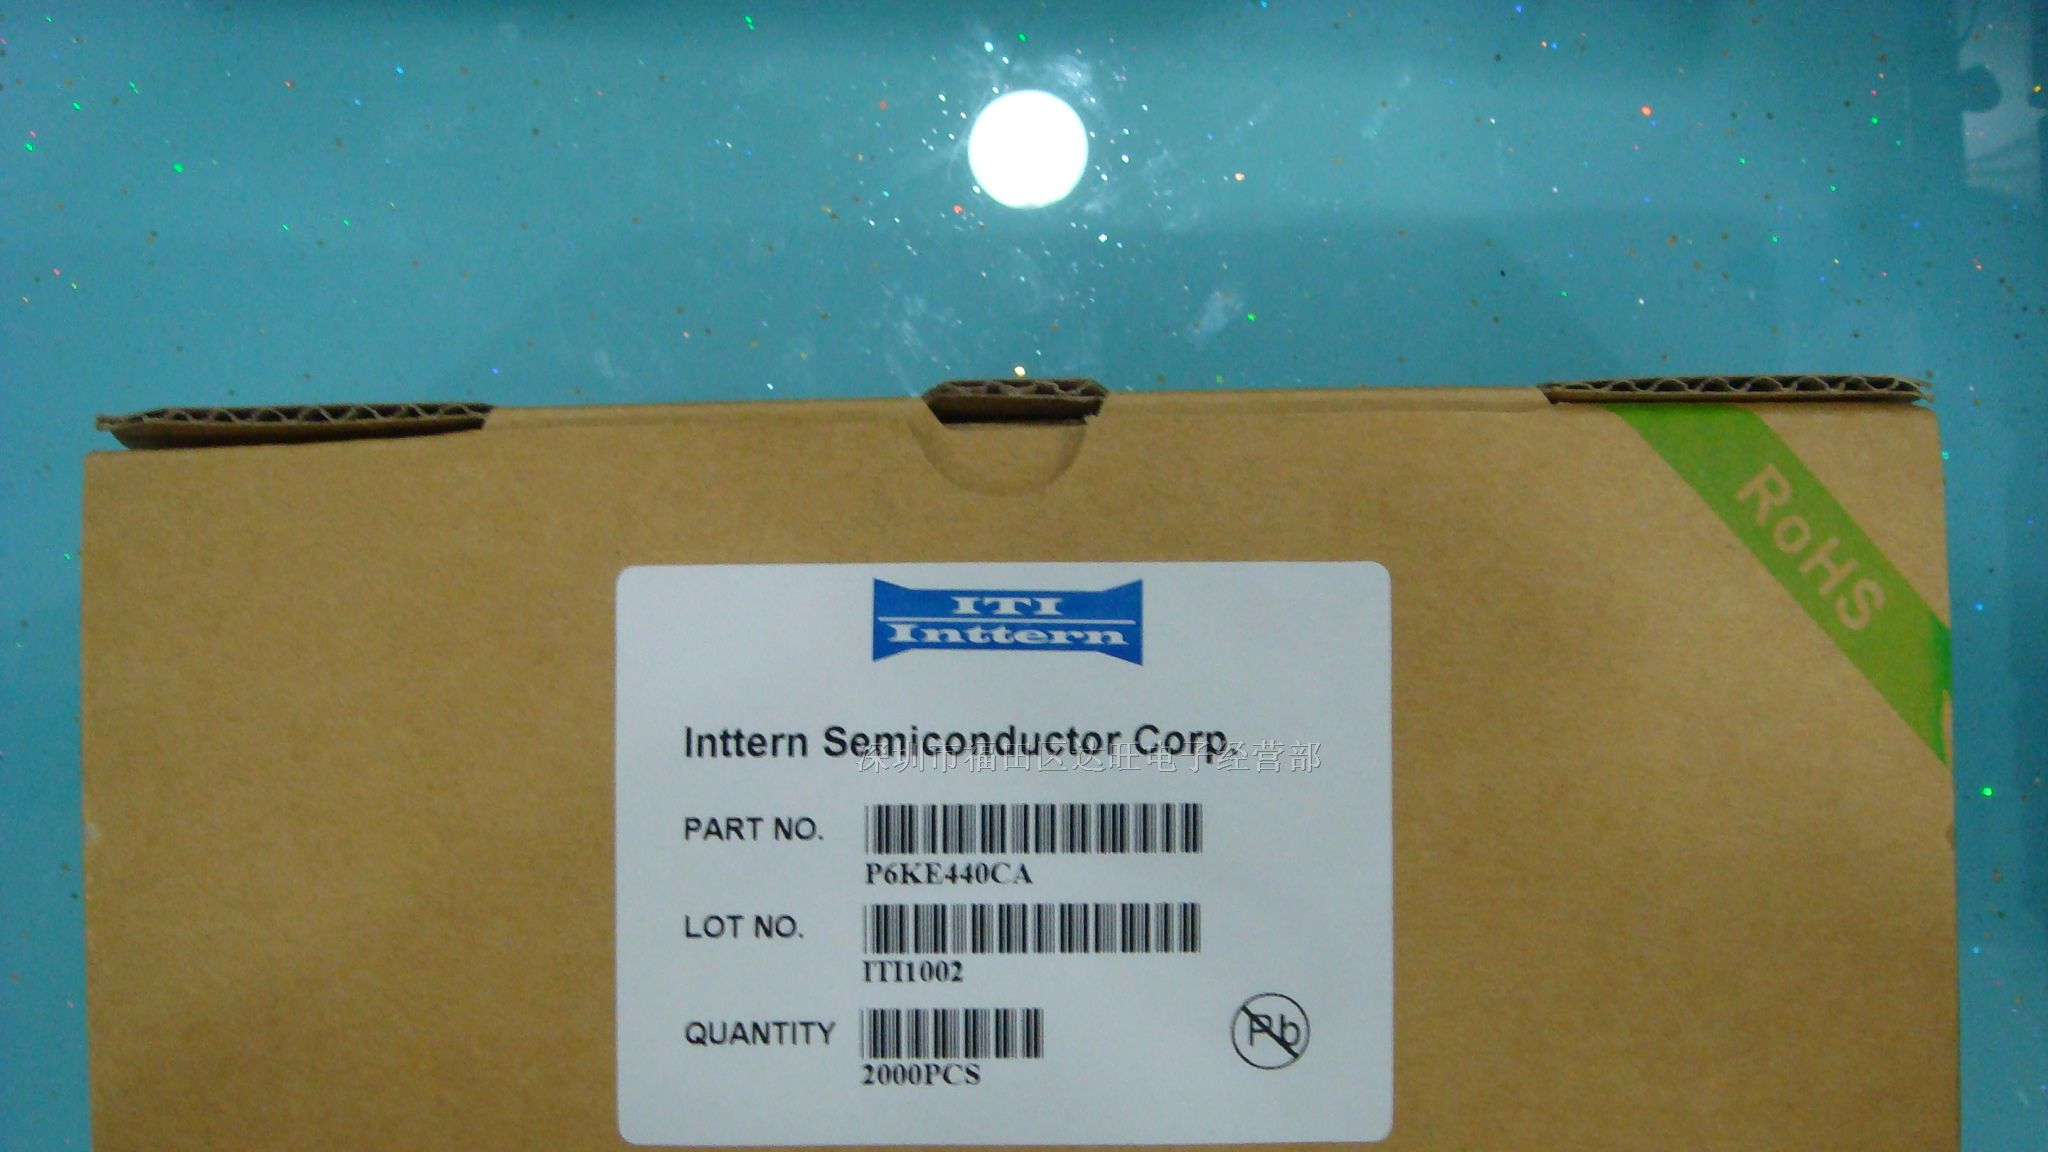 RoHS
ITI
Inttern
Inttern Semiconductor Corp.
深圳市福田区达旺电子经营部
PART NO.
P6KE440CA
LOT NO.
ITI1002
QUANTITY
2000PCS
Pb